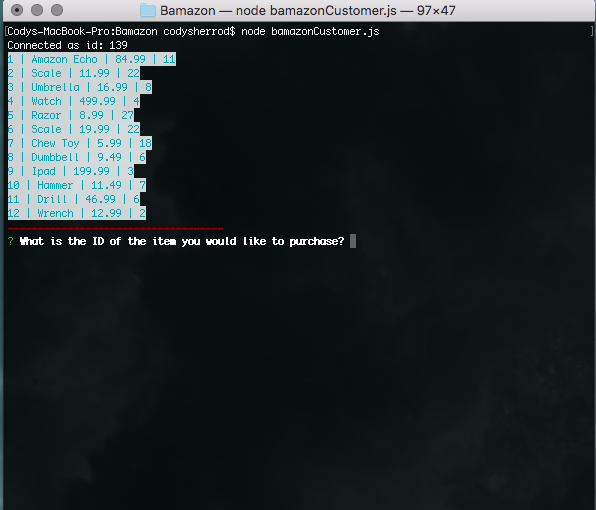 Bamazon — node bamazonCustomer.js — 97×47
[Codys-MacBook-Pro:Bamazon codysherrod$ node bamazonCustomer.js ]
Connected as id: 139
1 | Amazon Echo | 84.99 | 11
2 | Scale | 11.99 | 22
3 | Umbrella | 16.99 | 8
4 | Watch | 499.99 | 4
5 | Razor | 8.99 | 27
6 | Scale | 19.99 | 22
7 | Chew Toy | 5.99 | 18
8 | Dumbbell | 9.49 | 6
9 | Ipad | 199.99 | 3
10 | Hammer | 11.49 | 7
11 | Drill | 46.99 | 6
12 | Wrench | 12.99 | 2
------------------------------------
? What is the ID of the item you would like to purchase?